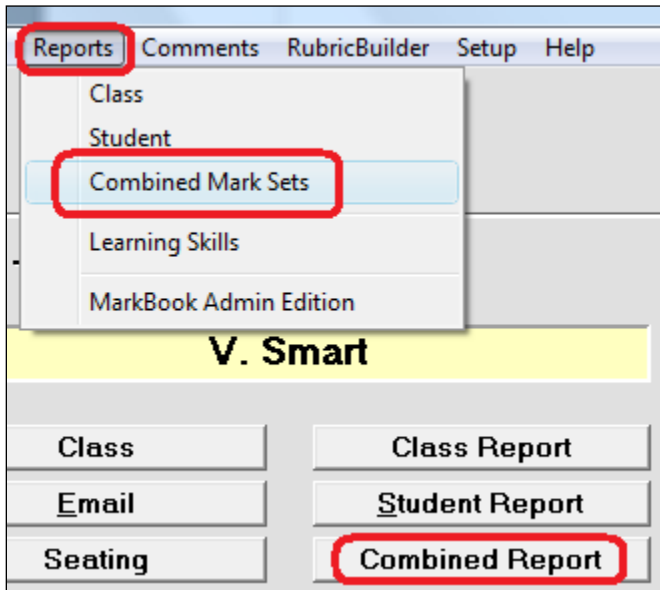 Reports Comments RubricBuilder Setup Help
Class
Student
Combined Mark Sets
Learning Skills
MarkBook Admin Edition
V. Smart
Class Class Report
Email Student Report
Seating Combined Report